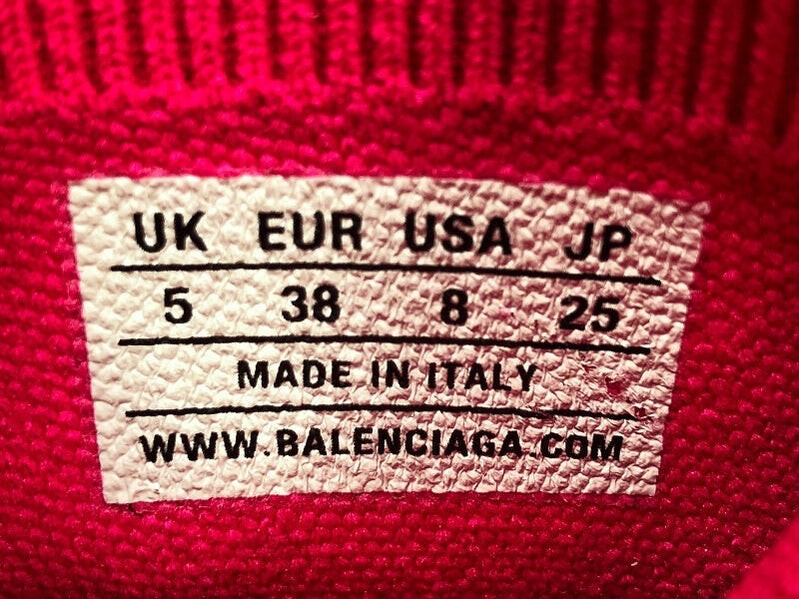 UK EUR USA JP
5 38 8 25
MADE IN ITALY
WWW.BALENCIAGA.COM